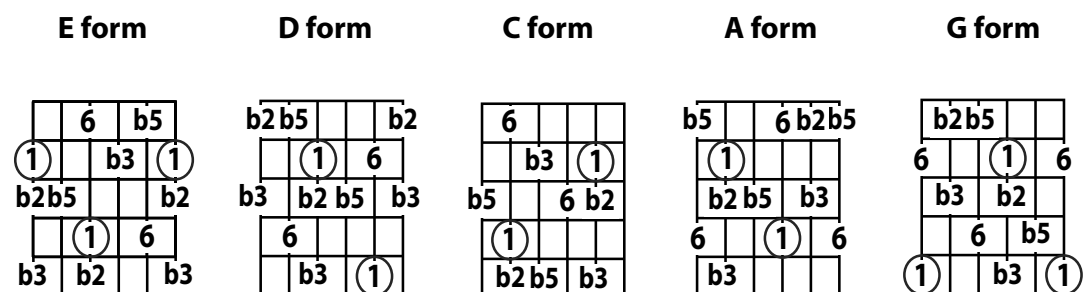 E form D form C form A form G form
6 b5 b2 b5 b2 6 b5 6 b2 b5 b2 b5
1 b3 1 1 6 b3 1 1 6 1 6
b2 b5 b2 b3 b2 b5 b3 b5 6 b2 b2 b5 b3 b3 b2
1 6 6 1 6 1 6 6 b5
b3 b2 b3 b3 1 b2 b5 b3 b3 1 b3 1